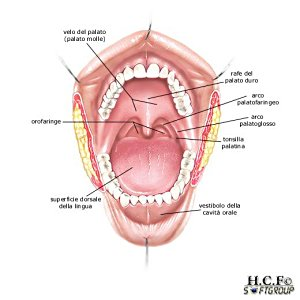 velo del palato
(palato molle)
rafe del
palato duro
arco
palatofaringeo
arco
palatoglosso
orofaringe
tonsilla
palatina
superficie dorsale
della lingua
vestibolo della
cavità orale
H.C.F©
SOFTGROUP